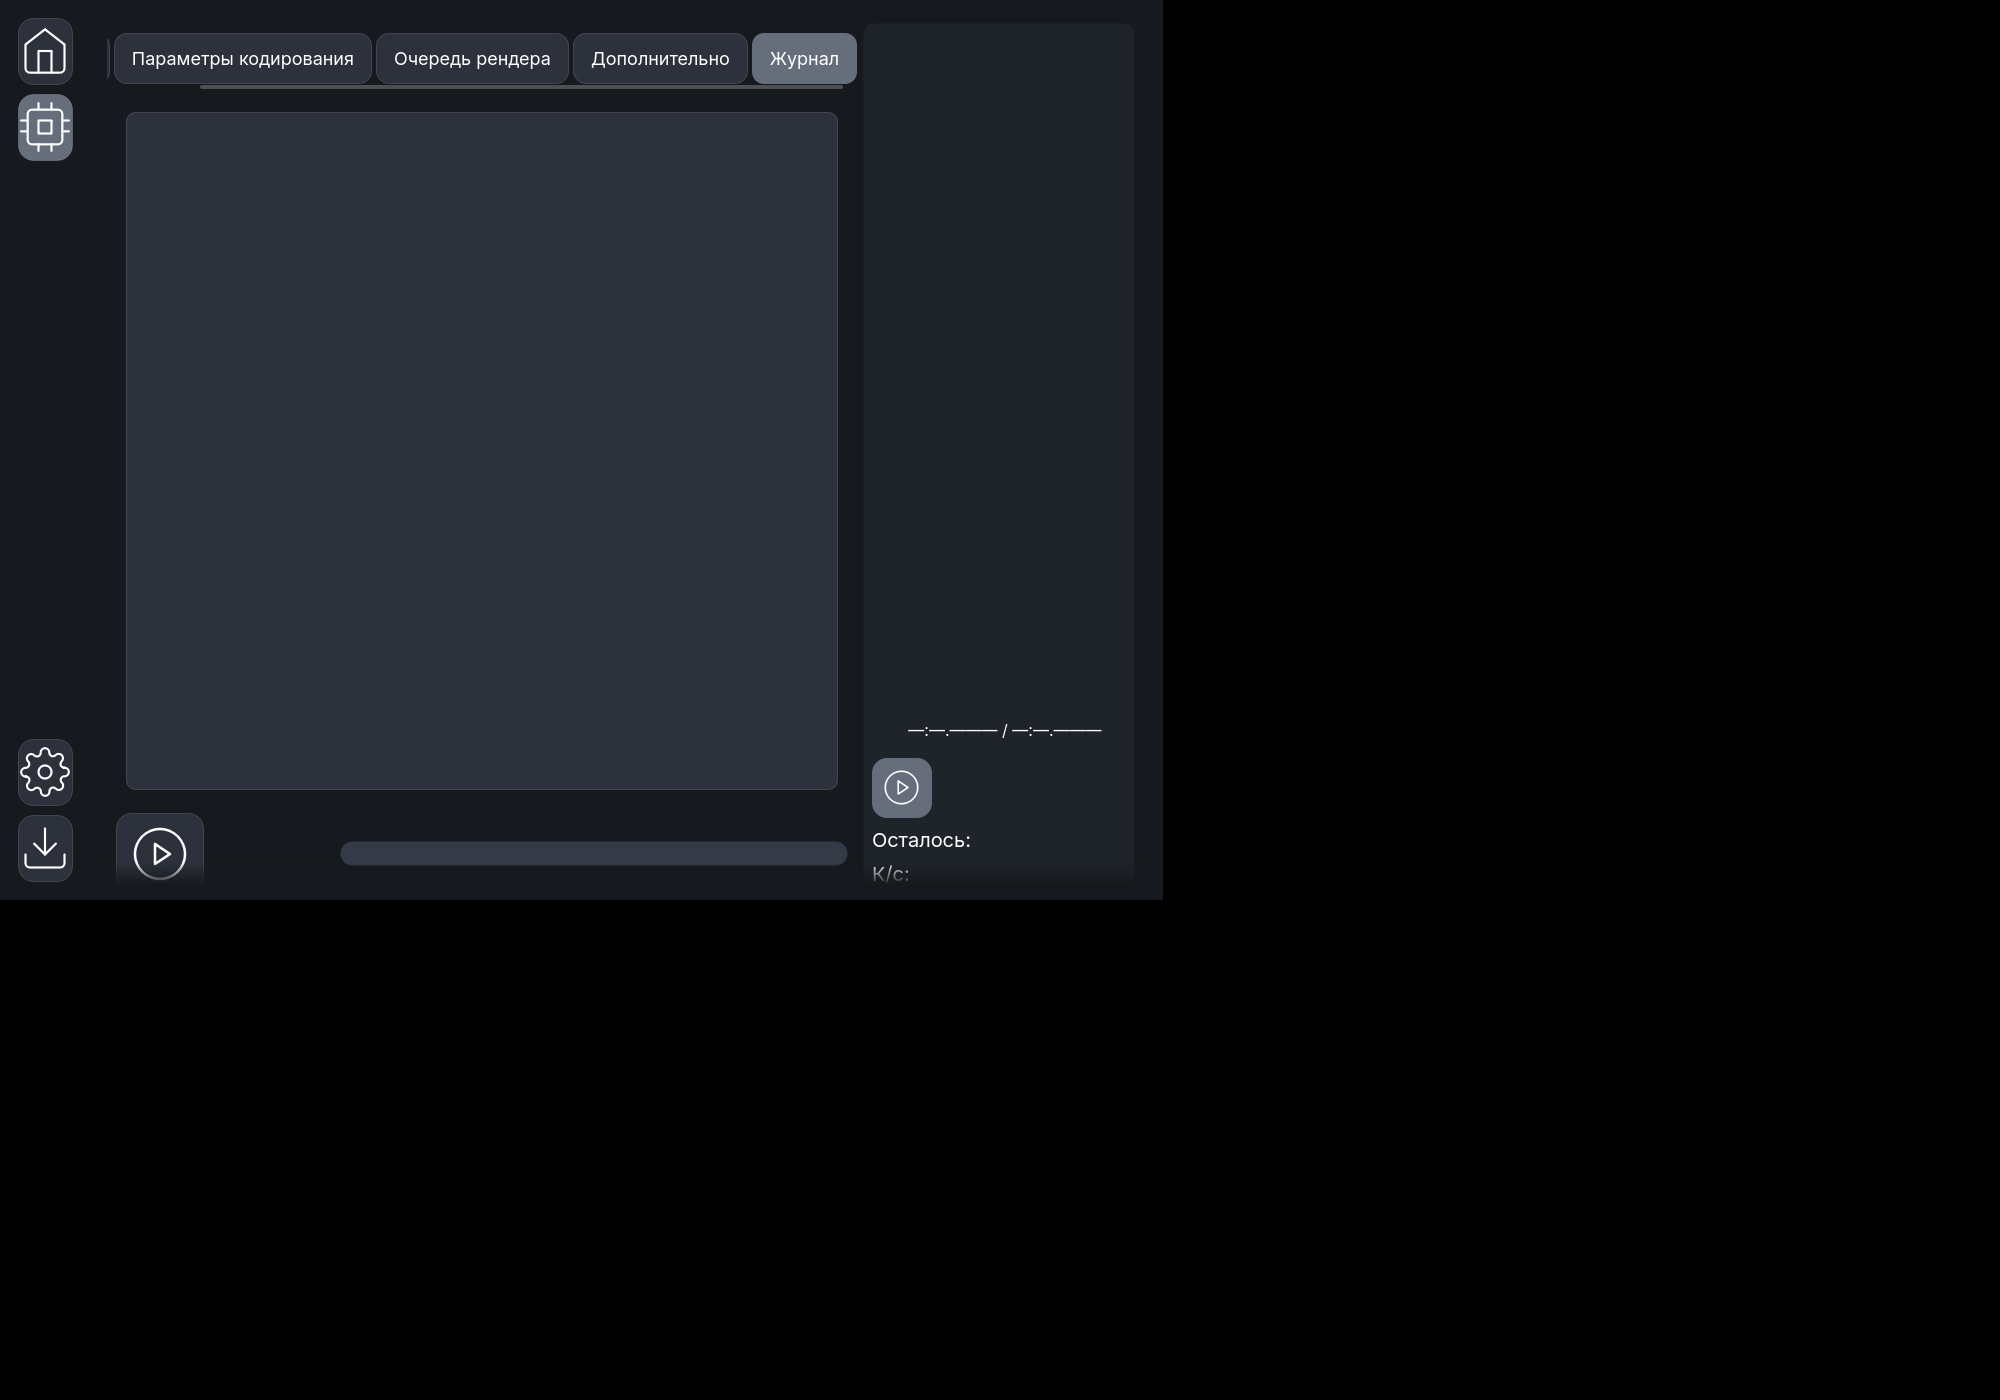 Параметры кодирования
Очередь рендера
Дополнительно
Журнал
—:—.——— / —:—.———
Осталось:
К/с: